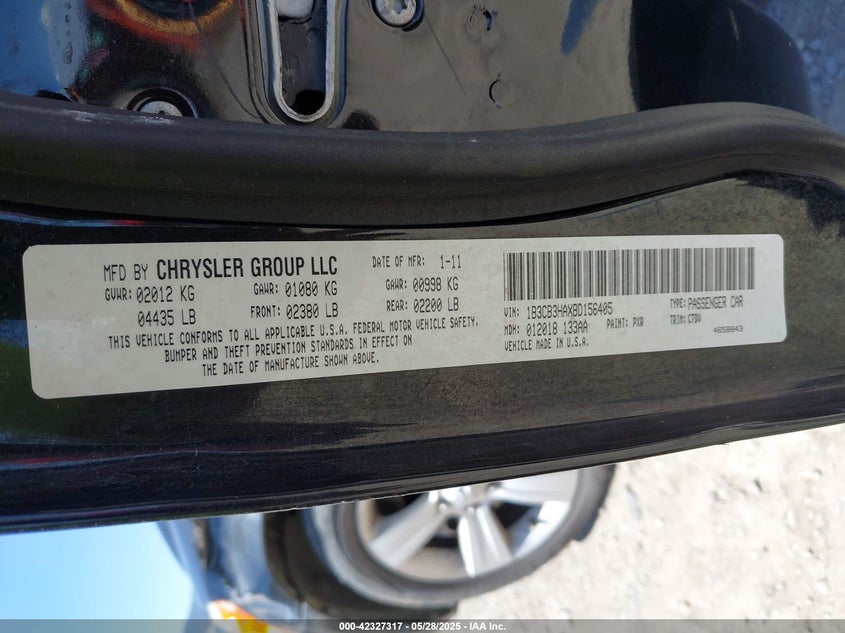 MFD BY CHRYSLER GROUP LLC DATE OF MFR: 1-11
GVWR: 02012 KG GAWR: 01080 KG GAWR: 00998 KG
04435 LB FRONT: 02380 LB REAR: 02200 LB
THIS VEHICLE CONFORMS TO ALL APPLICABLE U.S.A. FEDERAL MOTOR VEHICLE SAFETY,
BUMPER AND THEFT PREVENTION STANDARDS IN EFFECT ON
THE DATE OF MANUFACTURE SHOWN ABOVE.
VIN: 1B3CB3HAXBD156405 TYPE: PASSENGER CAR
MDH: 012018 133AA PAINT: PXR TRIM: C7DV
VEHICLE MADE IN U.S.A. 4658843
000-42327317 - 05/28/2025 - IAA Inc.